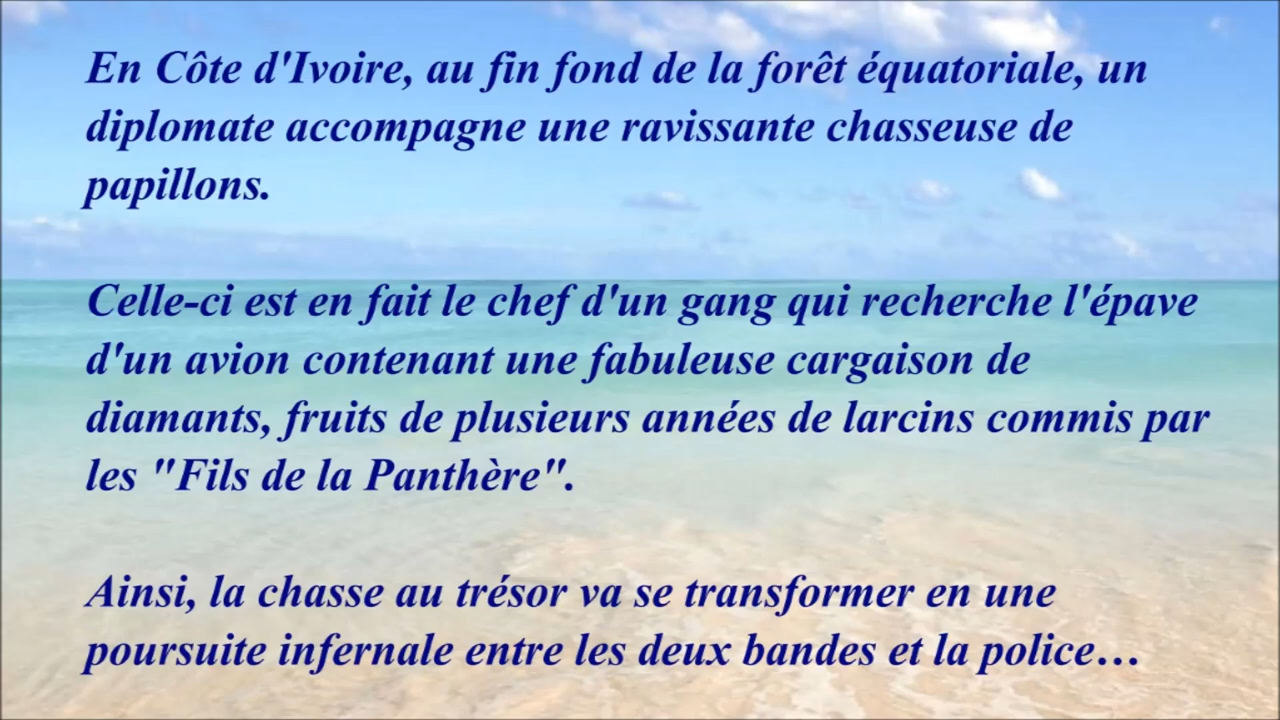 En Côte d'Ivoire, au fin fond de la forêt équatoriale, un
diplomate accompagne une ravissante chasseuse de
papillons.
Celle-ci est en fait le chef d'un gang qui recherche l'épave
d'un avion contenant une fabuleuse cargaison de
diamants, fruits de plusieurs années de larcins commis par
les "Fils de la Panthère".
Ainsi, la chasse au trésor va se transformer en une
poursuite infernale entre les deux bandes et la police…